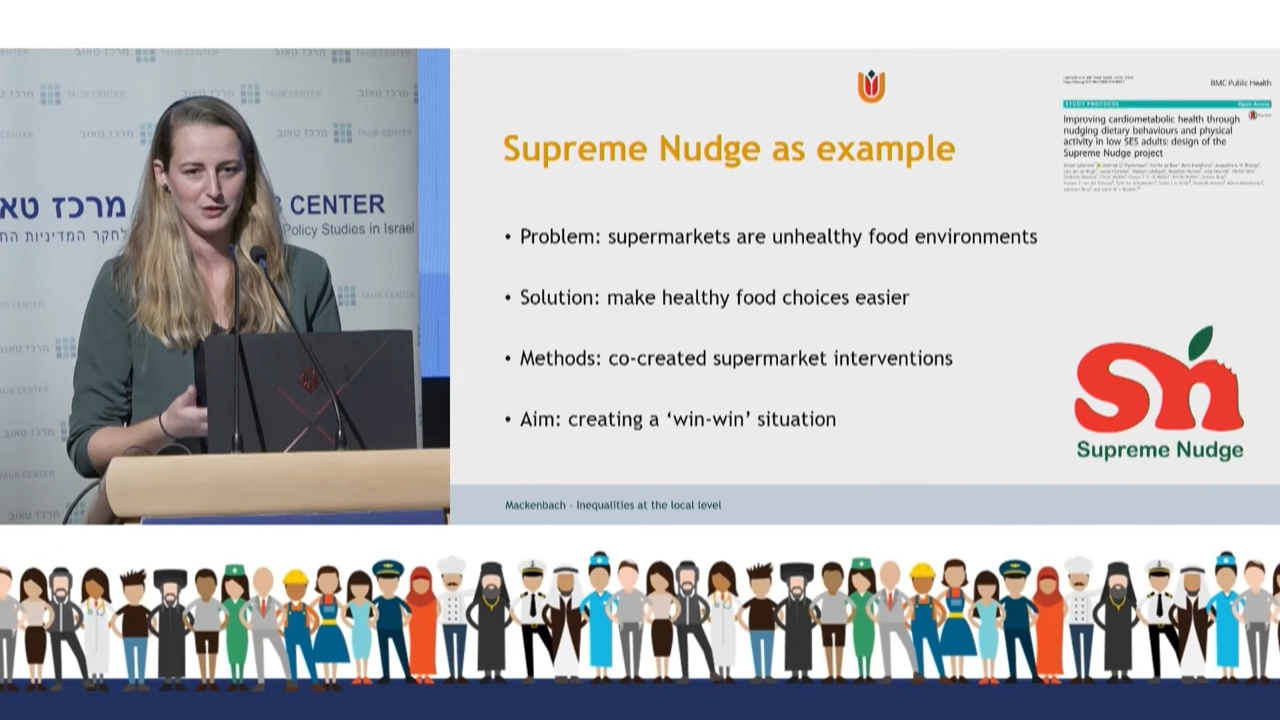 מרכז טאוב TAUB CENTER
מרכז טא
CENTER
לחקר המדיניות הח
Policy Studies in Israel
Supreme Nudge as example
• Problem: supermarkets are unhealthy food environments
• Solution: make healthy food choices easier
• Methods: co-created supermarket interventions
• Aim: creating a ‘win-win’ situation
Mackenbach - Inequalities at the local level
BMC Public Health
STUDY PROTOCOL Open Access
Improving cardiometabolic health through
nudging dietary behaviours and physical
activity in low SES adults: design of the
Supreme Nudge project
Sn
Supreme Nudge